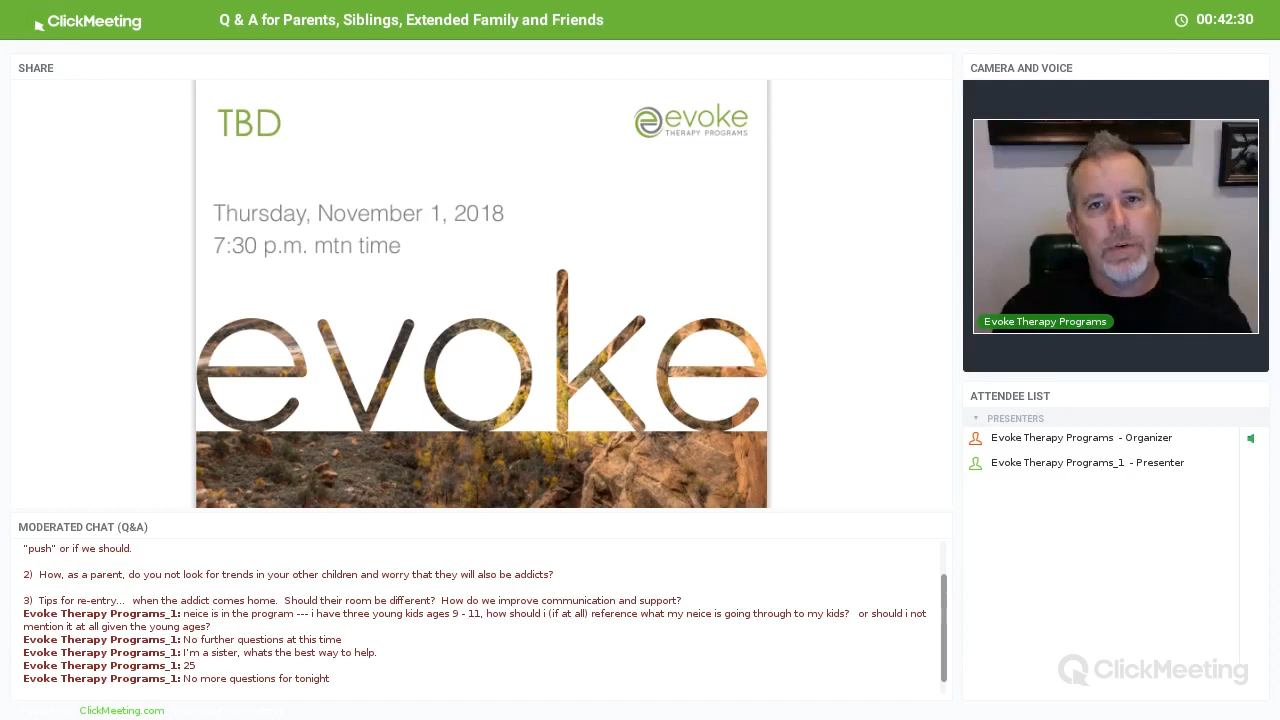 ClickMeeting
Q & A for Parents, Siblings, Extended Family and Friends
00:42:30
SHARE
TBD
evoke
THERAPY PROGRAMS
Thursday, November 1, 2018
7:30 p.m. mtn time
evoke
CAMERA AND VOICE
Evoke Therapy Programs
ATTENDEE LIST
PRESENTERS
Evoke Therapy Programs - Organizer
Evoke Therapy Programs_1 - Presenter
MODERATED CHAT (Q&A)
"push" or if we should.
2) How, as a parent, do you not look for trends in your other children and worry that they will also be addicts?
3) Tips for re-entry... when the addict comes home. Should their room be different? How do we improve communication and support?
Evoke Therapy Programs_1: neice is in the program --- i have three young kids ages 9 - 11, how should i (if at all) reference what my neice is going through to my kids? or should i not
mention it at all given the young ages?
Evoke Therapy Programs_1: No further questions at this time
Evoke Therapy Programs_1: I'm a sister, whats the best way to help.
Evoke Therapy Programs_1: 25
Evoke Therapy Programs_1: No more questions for tonight
ClickMeeting
ClickMeeting.com